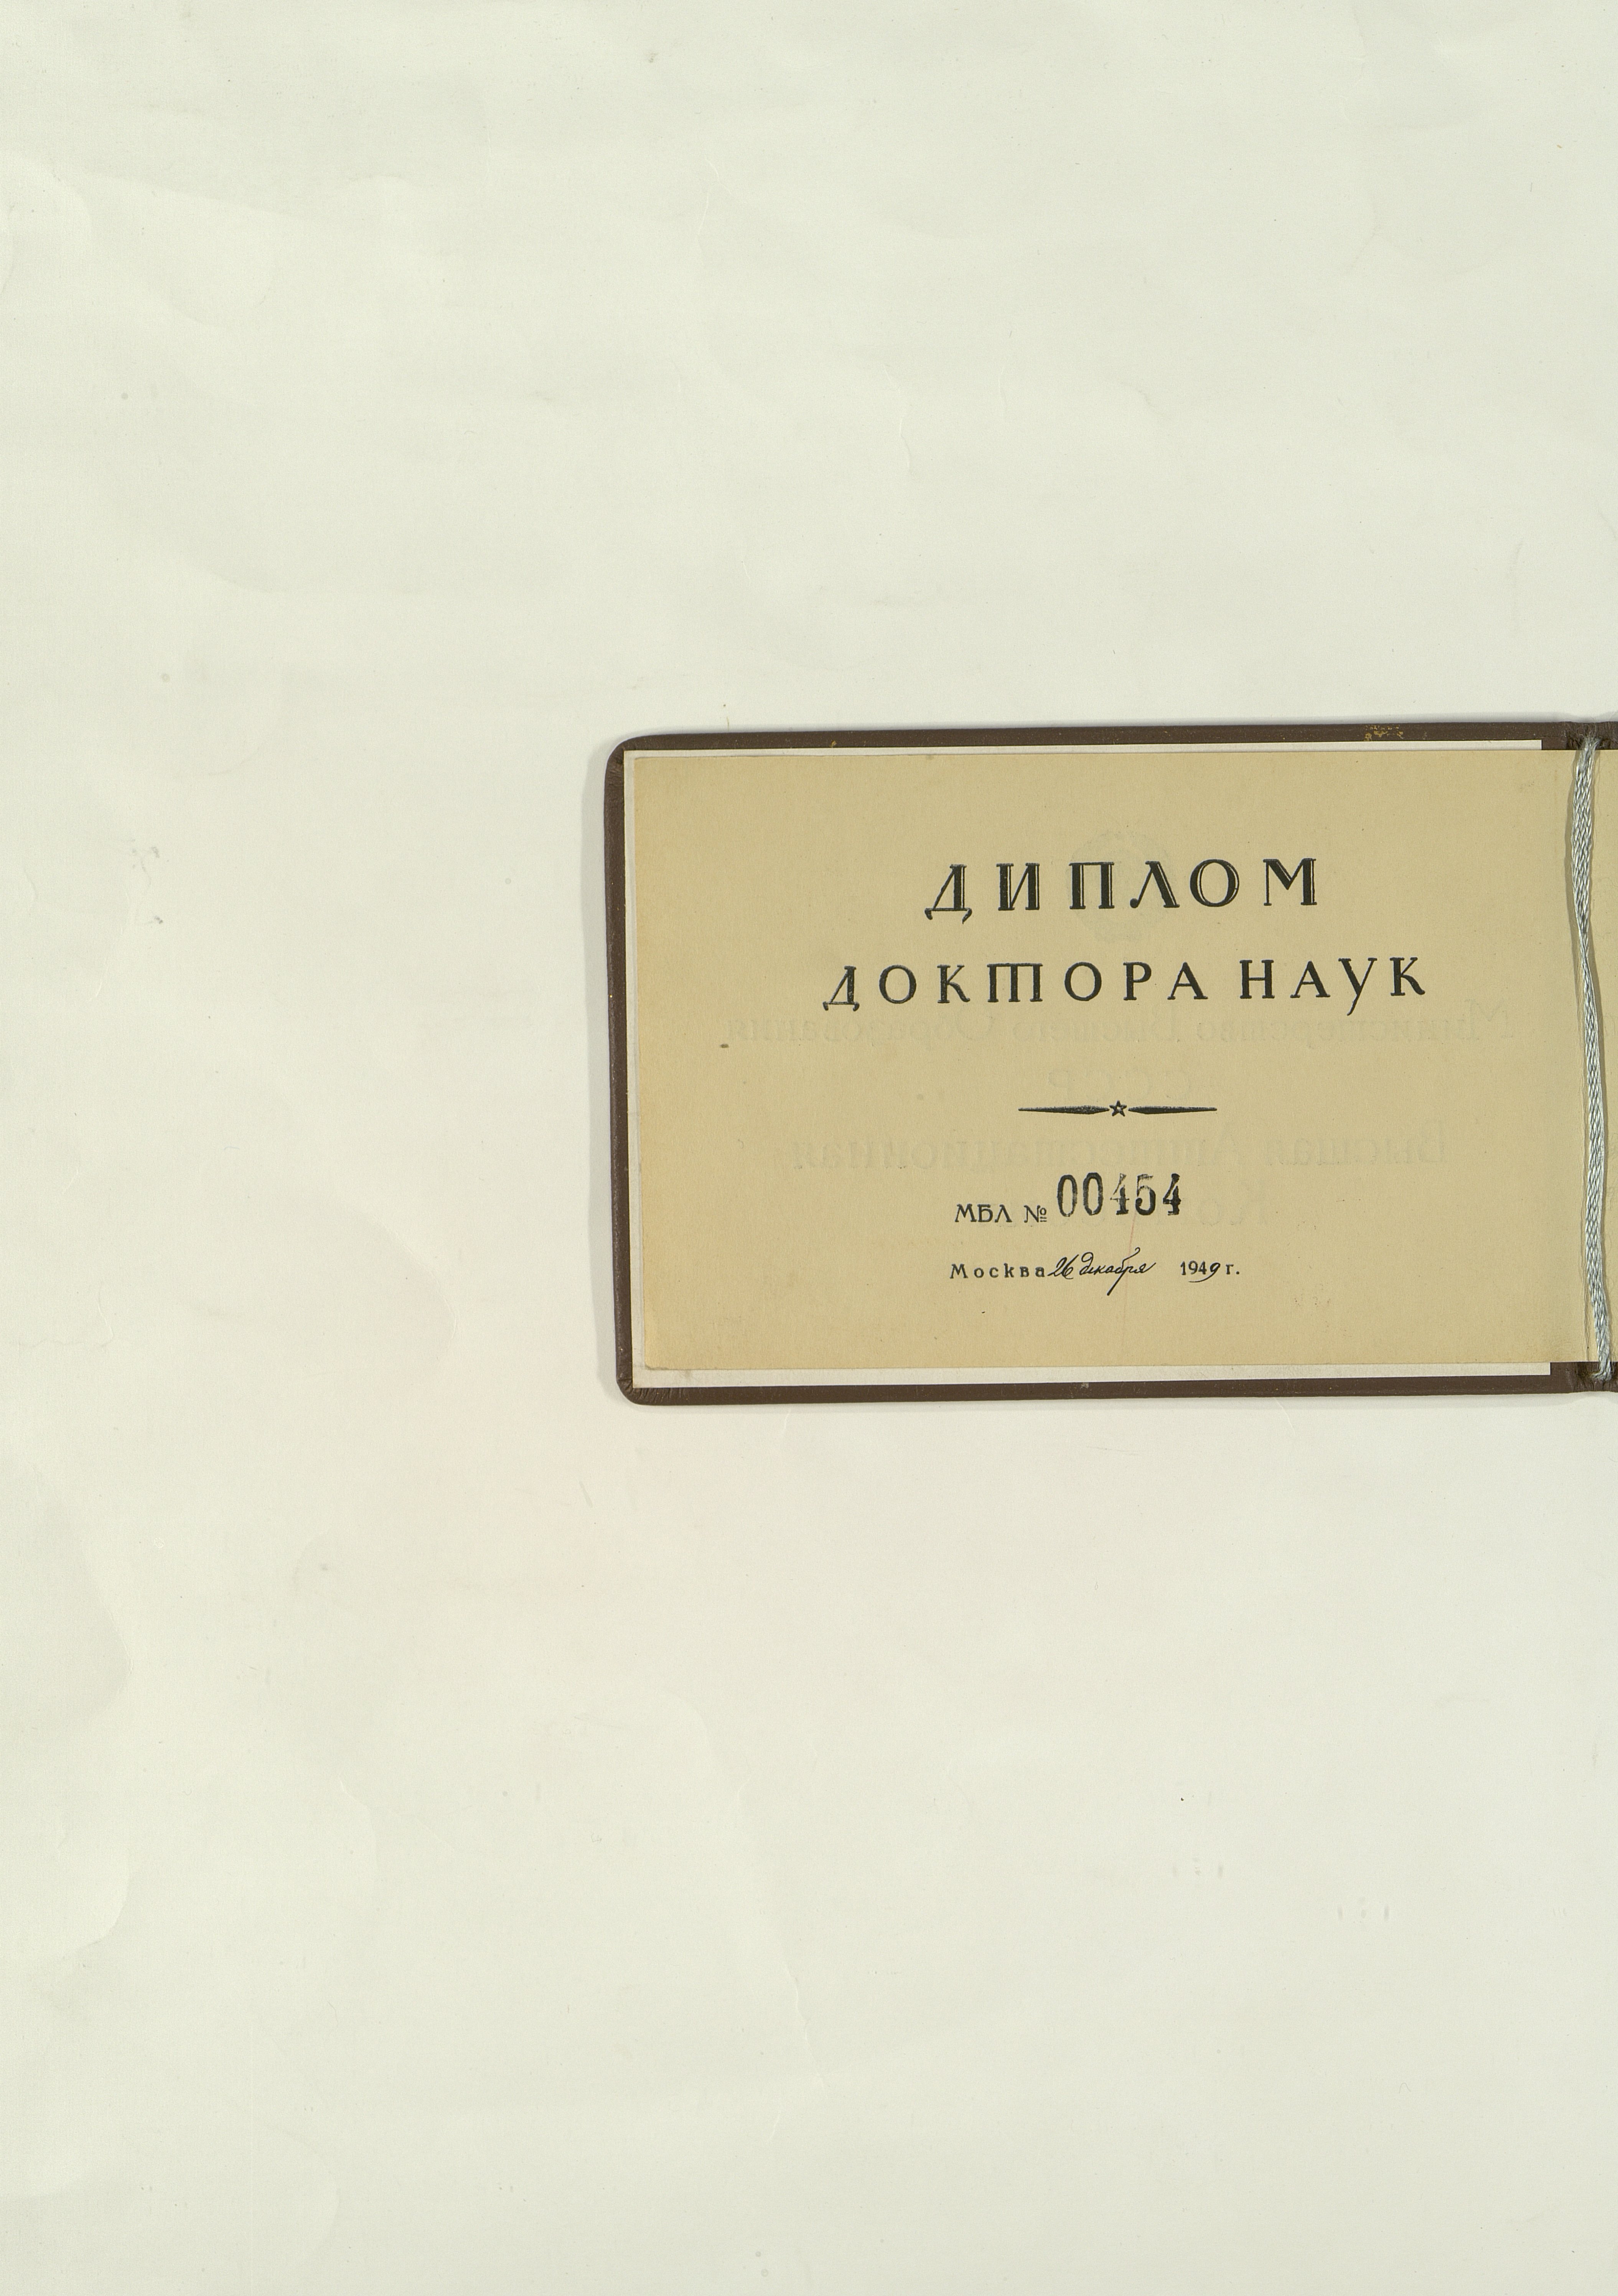 ДИПЛОМ
ДОКТОРА НАУК
МБЛ № 00454
Москва 26 декабря 1949 г.